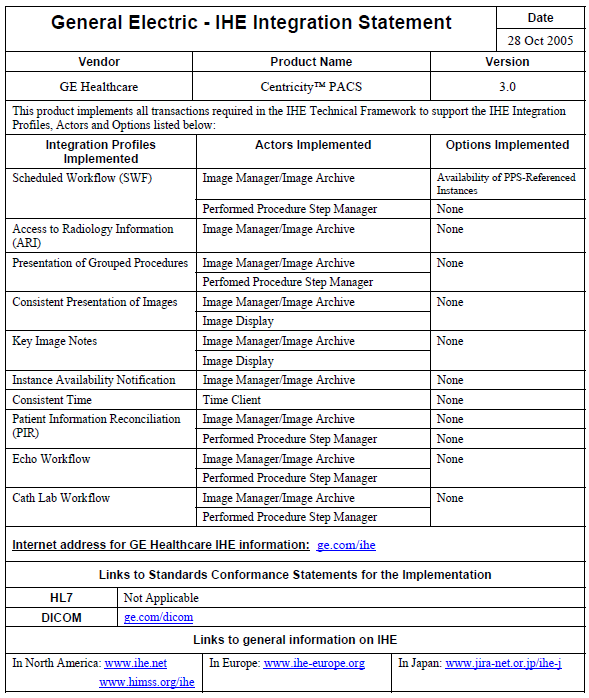 General Electric - IHE Integration Statement
Date
28 Oct 2005
Vendor Product Name Version
GE Healthcare Centricity™ PACS 3.0
This product implements all transactions required in the IHE Technical Framework to support the IHE Integration
Profiles, Actors and Options listed below:
Integration Profiles
Implemented
Actors Implemented
Options Implemented
Scheduled Workflow (SWF)
Image Manager/Image Archive
Availability of PPS-Referenced
Instances
Performed Procedure Step Manager
None
Access to Radiology Information
(ARI)
Image Manager/Image Archive
None
Presentation of Grouped Procedures
Image Manager/Image Archive
None
Perfomed Procedure Step Manager
Consistent Presentation of Images
Image Manager/Image Archive
None
Image Display
Key Image Notes
Image Manager/Image Archive
None
Image Display
Instance Availability Notification
Image Manager/Image Archive
None
Consistent Time
Time Client
None
Patient Information Reconciliation
(PIR)
Image Manager/Image Archive
None
Performed Procedure Step Manager
None
Echo Workflow
Image Manager/Image Archive
None
Performed Procedure Step Manager
Cath Lab Workflow
Image Manager/Image Archive
None
Performed Procedure Step Manager
Internet address for GE Healthcare IHE information: ge.com/ihe
Links to Standards Conformance Statements for the Implementation
HL7 Not Applicable
DICOM ge.com/dicom
Links to general information on IHE
In North America: www.ihe.net
www.himss.org/ihe
In Europe: www.ihe-europe.org
In Japan: www.jira-net.or.jp/ihe-j